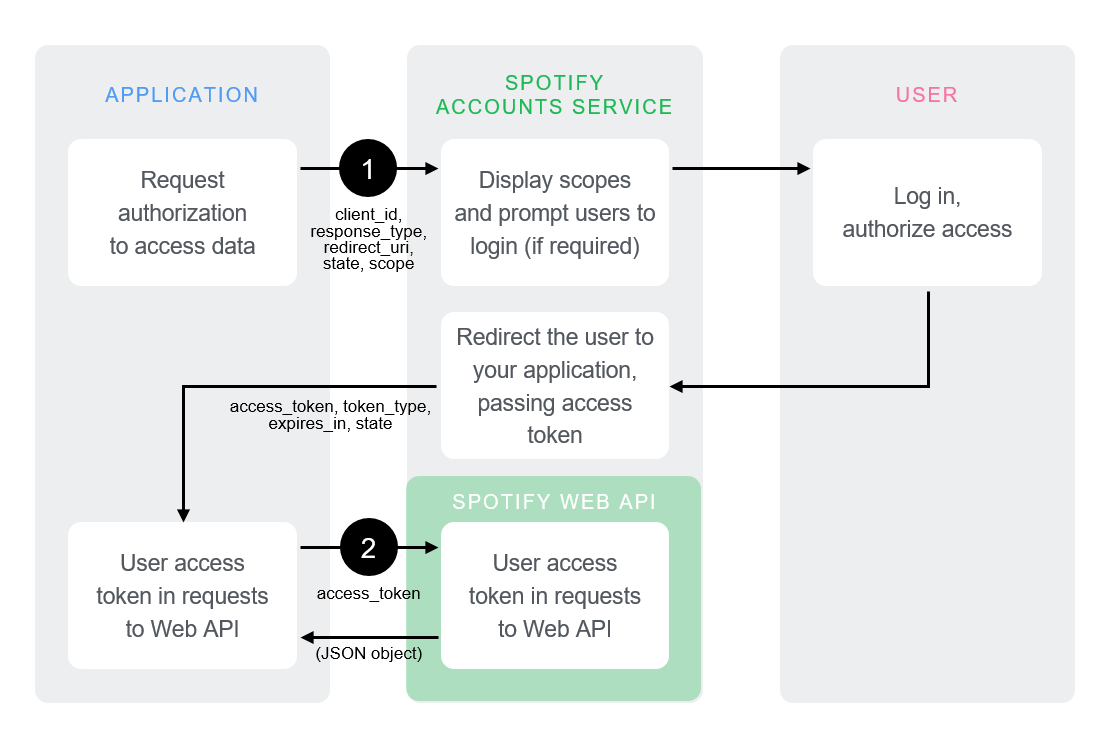 APPLICATION
SPOTIFY
ACCOUNTS SERVICE
USER
Request
authorization
to access data
1
client_id,
response_type,
redirect_uri,
state, scope
Display scopes
and prompt users to
login (if required)
Log in,
authorize access
Redirect the user to
your application,
passing access
token
access_token, token_type,
expires_in, state
SPOTIFY WEB API
User access
token in requests
to Web API
2
access_token
(JSON object)
User access
token in requests
to Web API